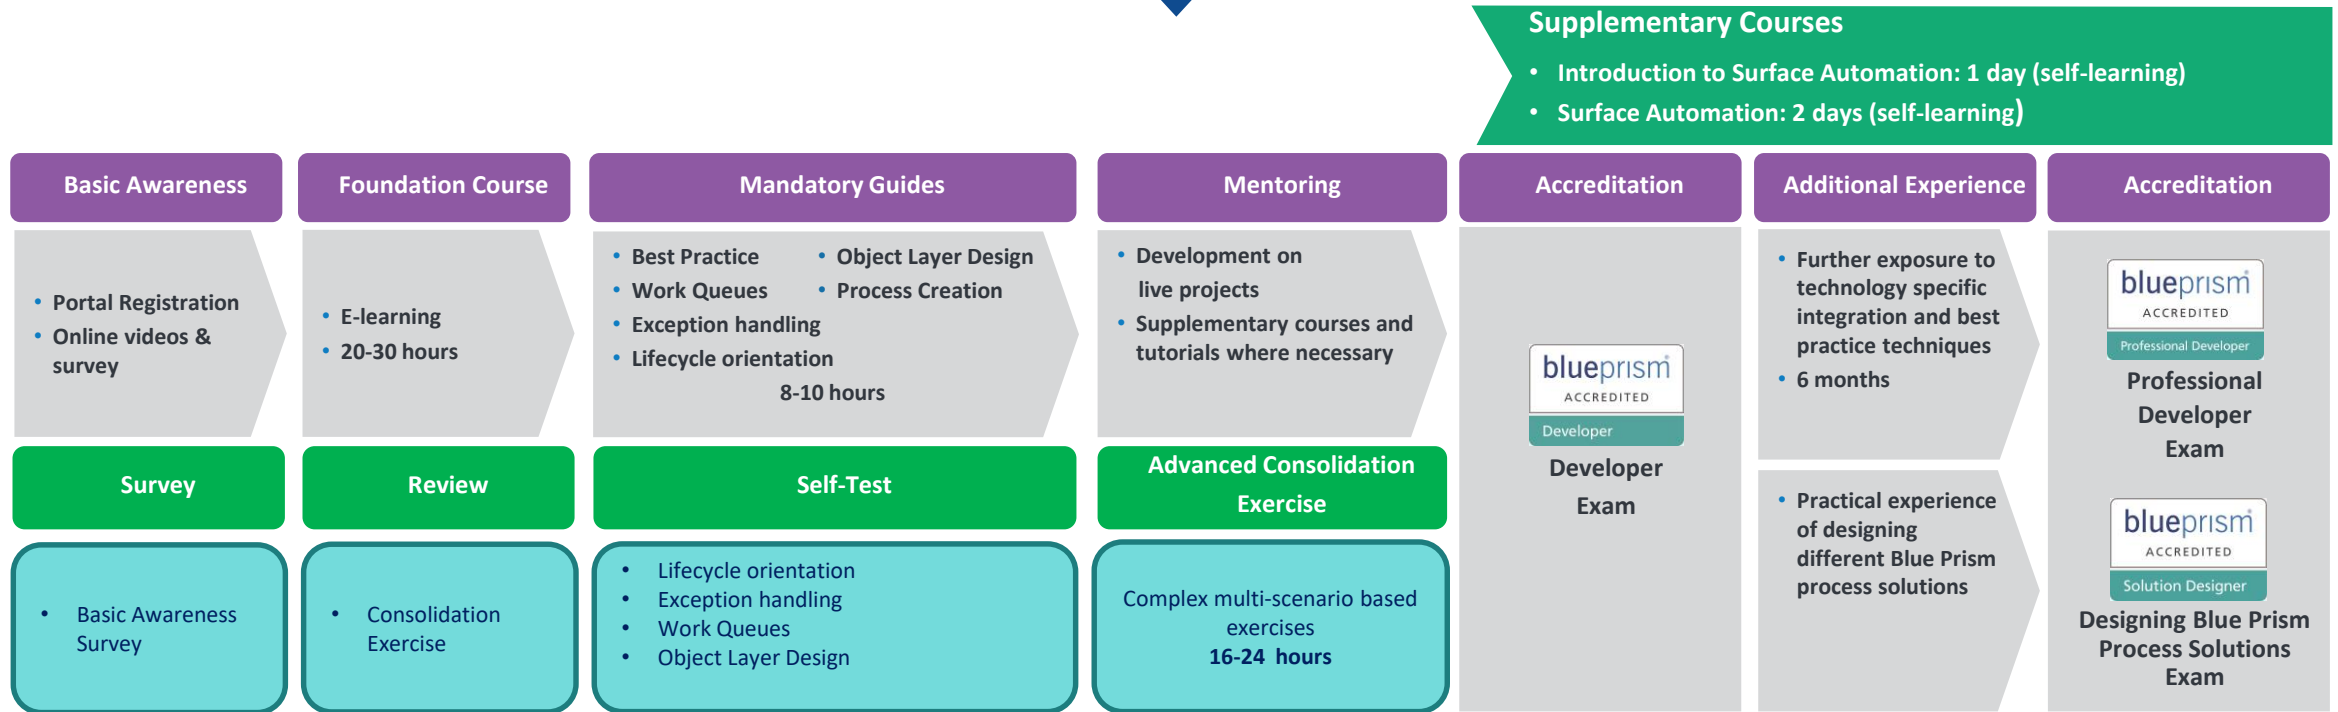 Supplementary Courses
• Introduction to Surface Automation: 1 day (self-learning)
• Surface Automation: 2 days (self-learning)
Basic Awareness
• Portal Registration
• Online videos &
survey
Survey
• Basic Awareness
Survey
Foundation Course
• E-learning
• 20-30 hours
Review
• Consolidation
Exercise
Mandatory Guides
• Best Practice
• Work Queues
• Exception handling
• Lifecycle orientation
• Object Layer Design
• Process Creation
8-10 hours
Self-Test
• Lifecycle orientation
• Exception handling
• Work Queues
• Object Layer Design
Mentoring
• Development on
live projects
• Supplementary courses and
tutorials where necessary
Advanced Consolidation
Exercise
Complex multi-scenario based
exercises
16-24 hours
Accreditation
blueprism®
ACCREDITED
Developer
Developer
Exam
Additional Experience
• Further exposure to
technology specific
integration and best
practice techniques
• 6 months
• Practical experience
of designing
different Blue Prism
process solutions
Accreditation
blueprism®
ACCREDITED
Professional Developer
Professional
Developer
Exam
blueprism®
ACCREDITED
Solution Designer
Designing Blue Prism
Process Solutions
Exam